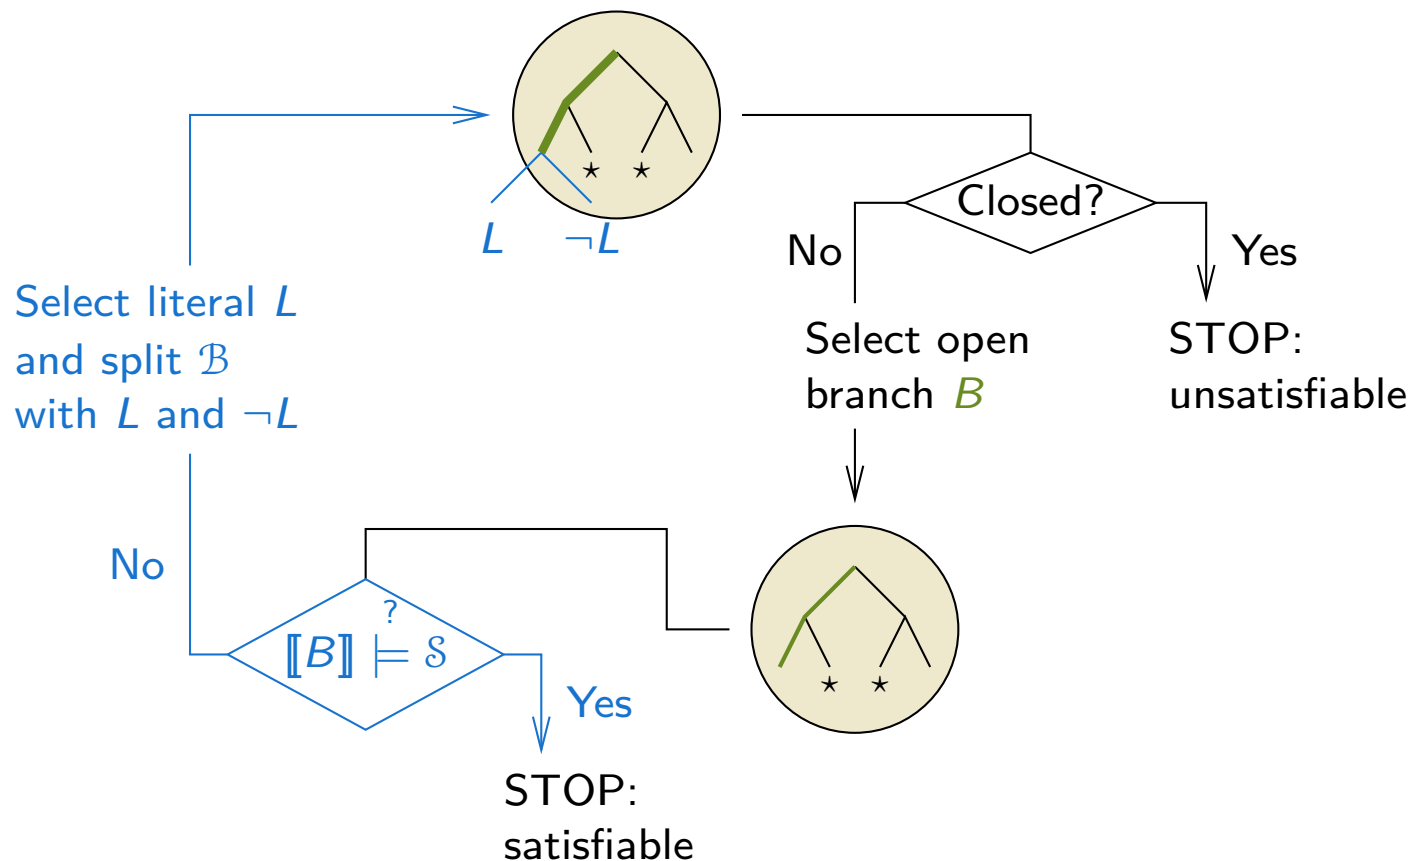 ⋆ ⋆
L ¬L
Closed?
No
Yes
Select literal L
and split ℬ
with L and ¬L
Select open
branch B
STOP:
unsatisfiable
No
?
⟦B⟧ ⊨ 𝒮
Yes
⋆ ⋆
STOP:
satisfiable